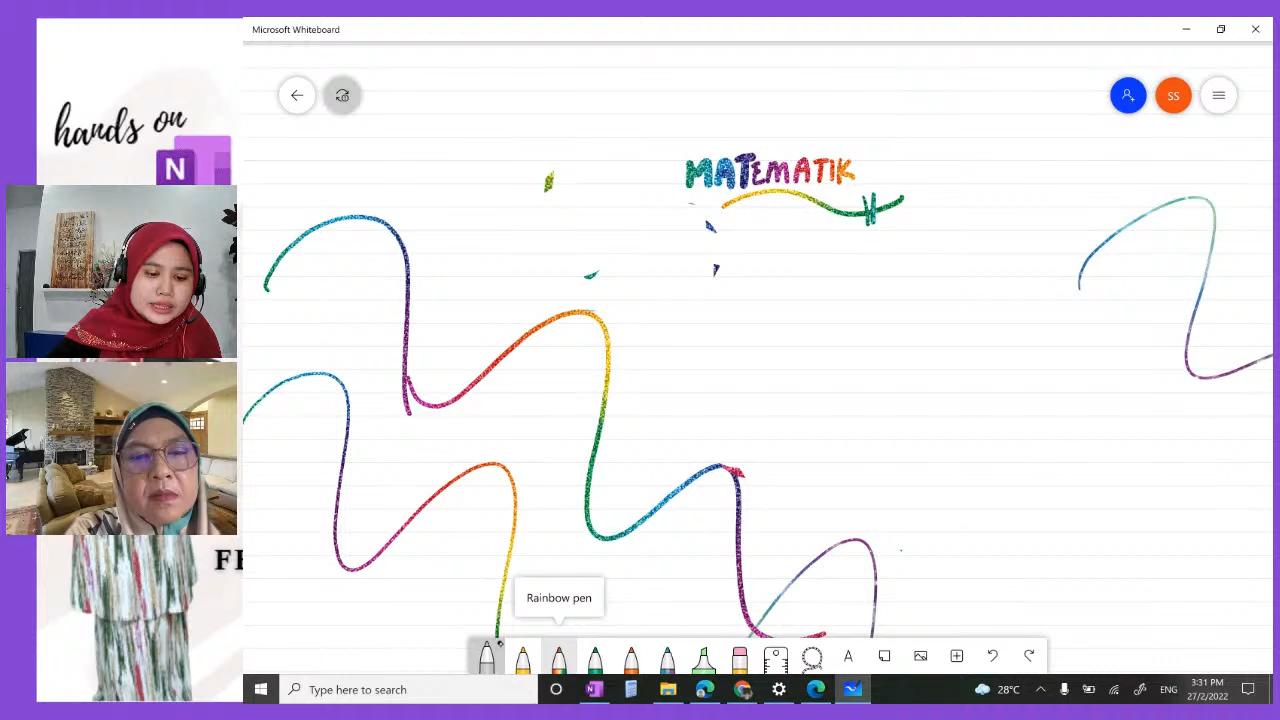 Microsoft Whiteboard
hands on
N
SS
MATEMATIK
FE
Rainbow pen
A
Type here to search
N
28°C
ENG
3:31 PM
27/2/2022